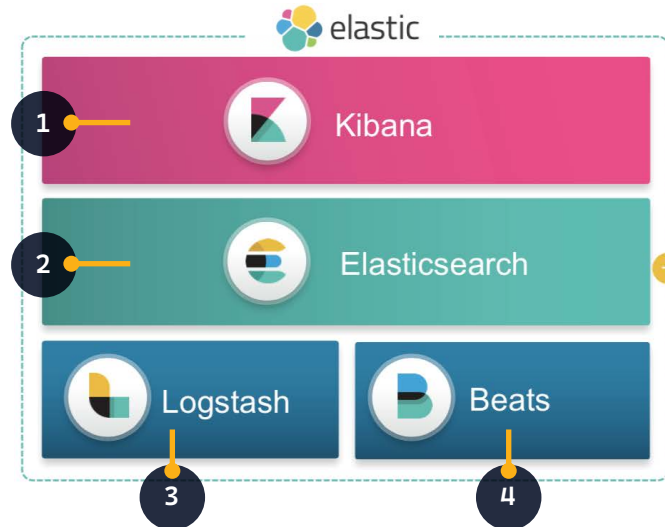 elastic
1
Kibana
2
Elasticsearch
Logstash
Beats
3
4